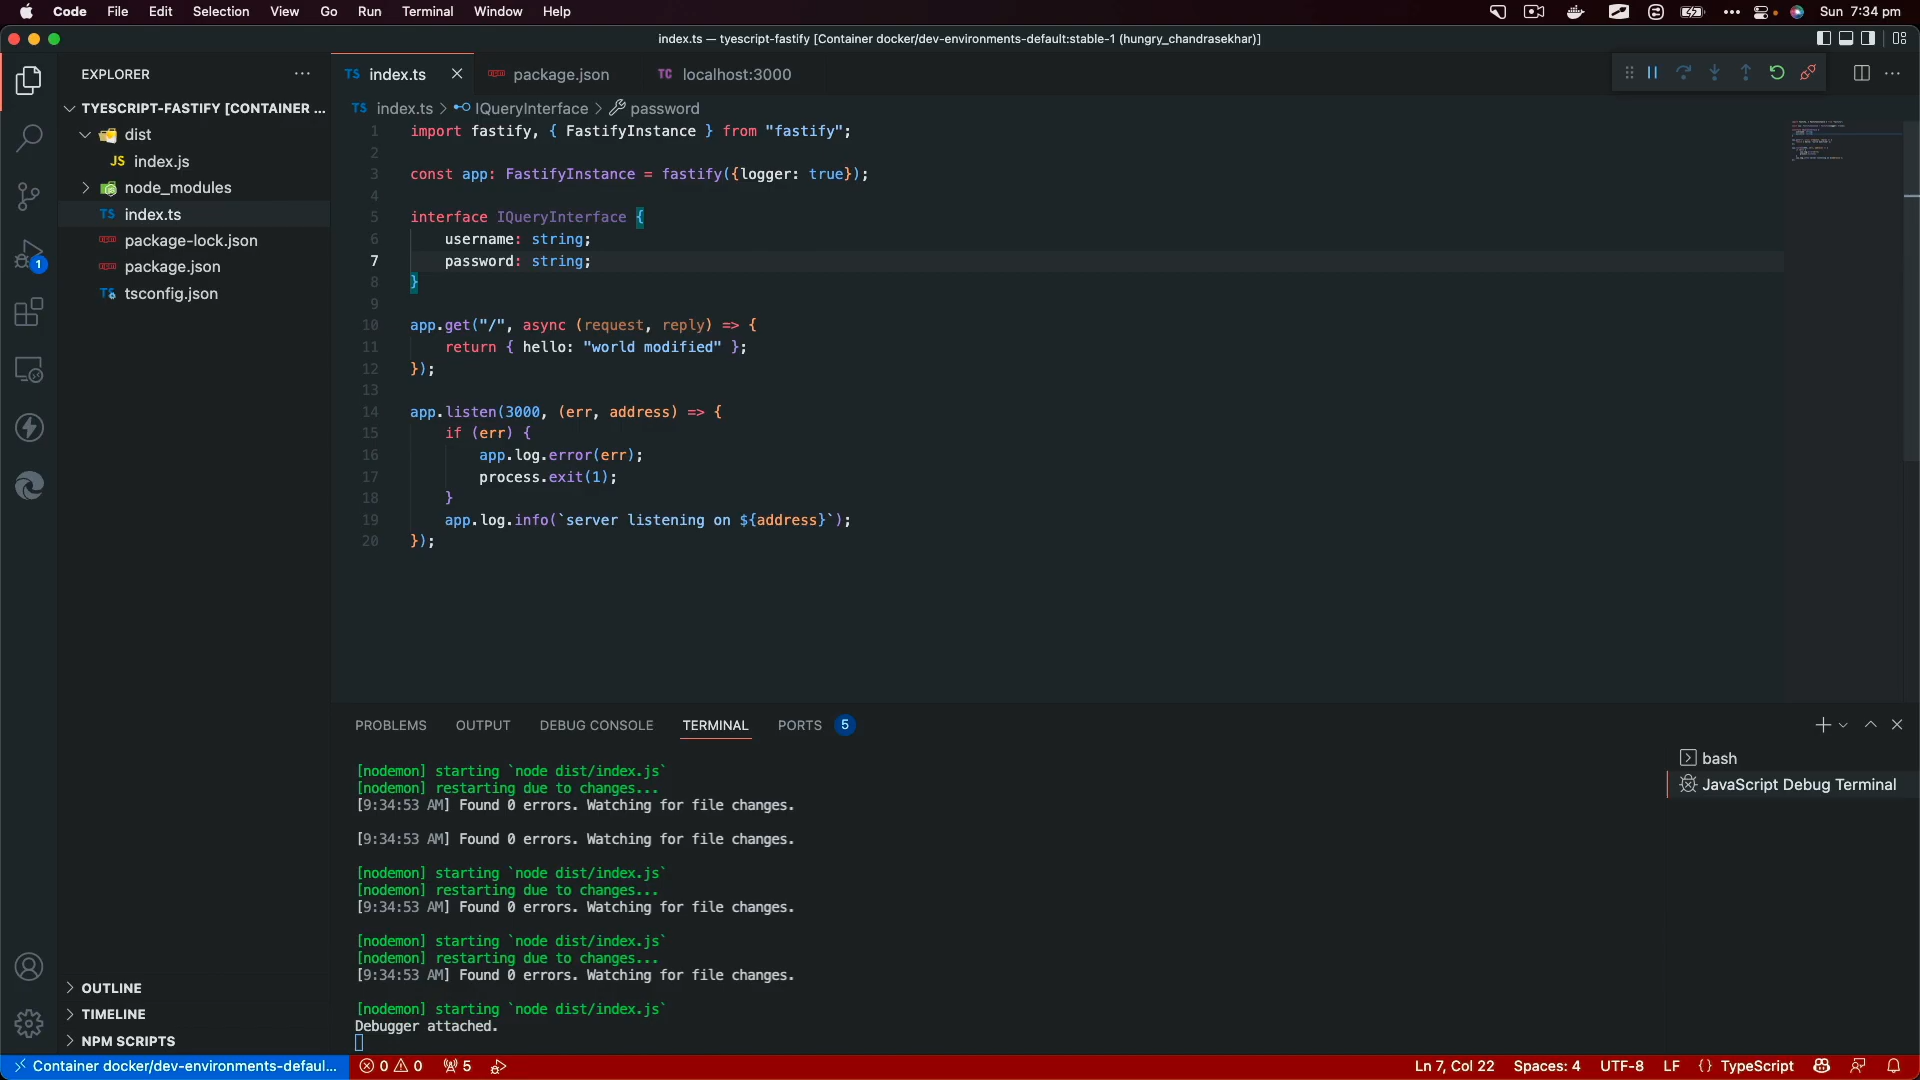 Code File Edit Selection View Go Run Terminal Window Help Sun 7:34 pm
index.ts — tyescript-fastify [Container docker/dev-environments-default:stable-1 (hungry_chandrasekhar)]
EXPLORER
TYESCRIPT-FASTIFY [CONTAINER ...
dist
JS index.js
node_modules
TS index.ts
package-lock.json
package.json
TS tsconfig.json
OUTLINE
TIMELINE
NPM SCRIPTS
1
TS index.ts package.json TC localhost:3000
TS index.ts > IQueryInterface > password
1 import fastify, { FastifyInstance } from "fastify";
2
3 const app: FastifyInstance = fastify({logger: true});
4
5 interface IQueryInterface {
6 username: string;
7 password: string;
8 }
9
10 app.get("/", async (request, reply) => {
11 return { hello: "world modified" };
12 });
13
14 app.listen(3000, (err, address) => {
15 if (err) {
16 app.log.error(err);
17 process.exit(1);
18 }
19 app.log.info(`server listening on ${address}`);
20 });
PROBLEMS OUTPUT DEBUG CONSOLE TERMINAL PORTS 5
[nodemon] starting `node dist/index.js`
[nodemon] restarting due to changes...
[9:34:53 AM] Found 0 errors. Watching for file changes.
[9:34:53 AM] Found 0 errors. Watching for file changes.
[nodemon] starting `node dist/index.js`
[nodemon] restarting due to changes...
[9:34:53 AM] Found 0 errors. Watching for file changes.
[nodemon] starting `node dist/index.js`
[nodemon] restarting due to changes...
[9:34:53 AM] Found 0 errors. Watching for file changes.
[nodemon] starting `node dist/index.js`
Debugger attached.
bash
JavaScript Debug Terminal
Container docker/dev-environments-defaul... 0 0 5 Ln 7, Col 22 Spaces: 4 UTF-8 LF {} TypeScript